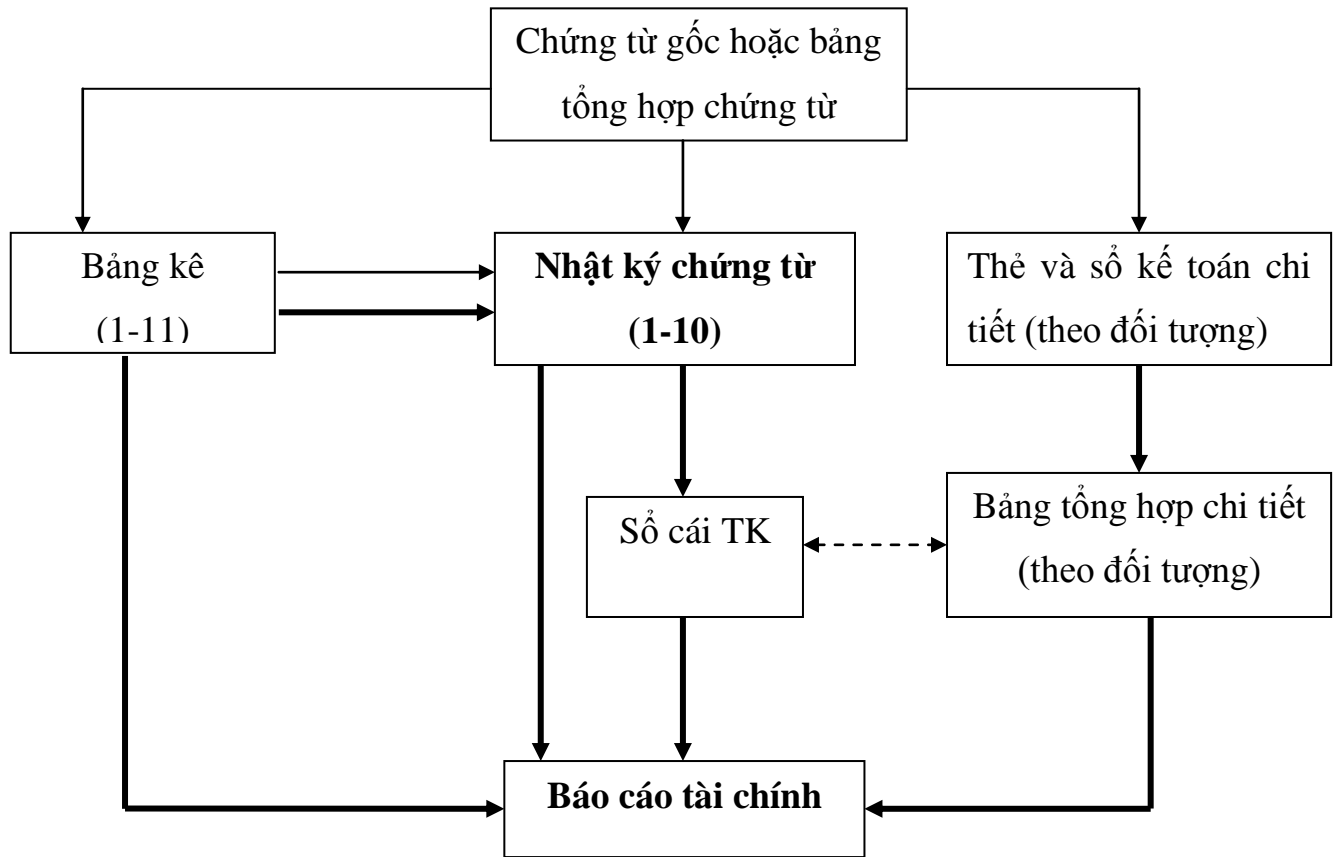 Chứng từ gốc hoặc bảng
tổng hợp chứng từ
Bảng kê
(1-11)
Nhật ký chứng từ
(1-10)
Thẻ và sổ kế toán chi
tiết (theo đối tượng)
Sổ cái TK
Bảng tổng hợp chi tiết
(theo đối tượng)
Báo cáo tài chính